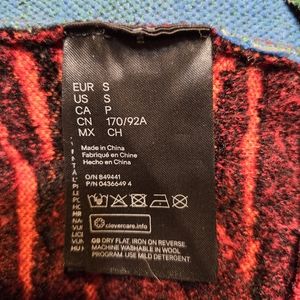 EUR S
US S
CA P
CN 170/92A
MX CH
Made in China
Fabriqué en Chine
Hecho en China
O/N 849441
P/N 0436649 4
clevercare.info
GB DRY FLAT, IRON ON REVERSE.
MACHINE WASHABLE IN WOOL
PROGRAM. USE MILD DETERGENT.